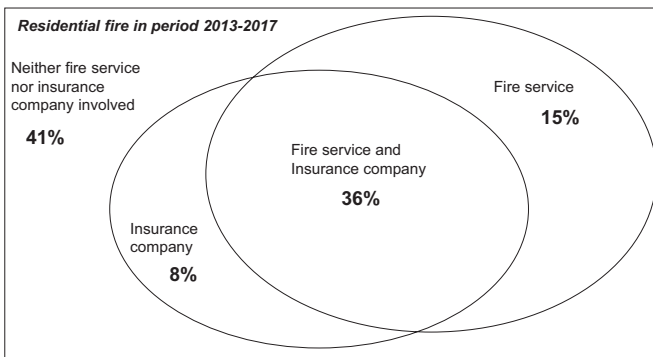 Residential fire in period 2013-2017
Neither fire service
nor insurance
company involved
41%
Fire service
15%
Fire service and
Insurance company
36%
Insurance
company
8%